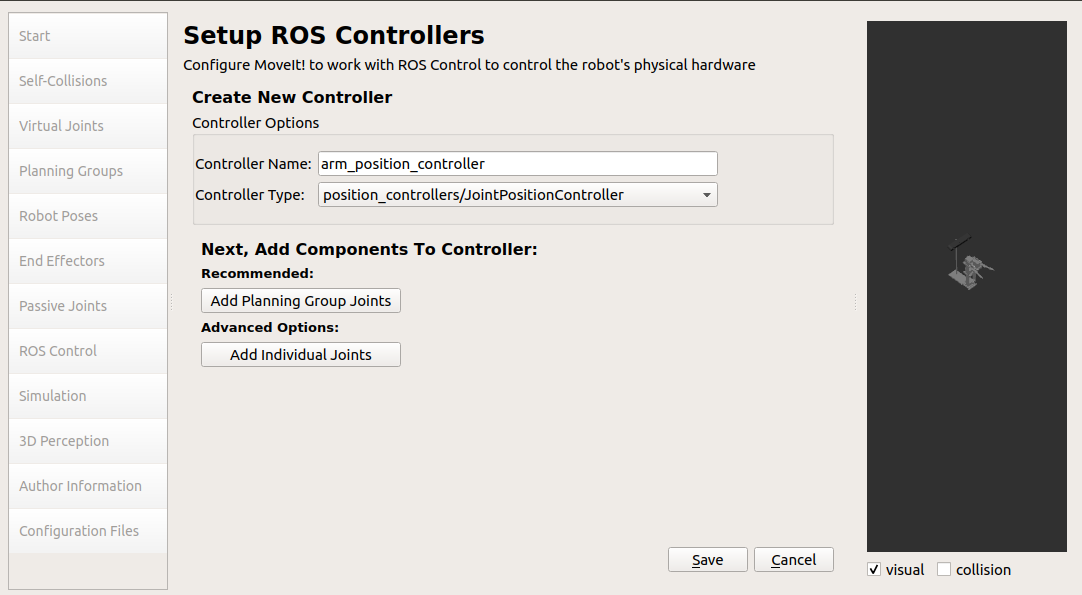 Start
Self-Collisions
Virtual Joints
Planning Groups
Robot Poses
End Effectors
Passive Joints
ROS Control
Simulation
3D Perception
Author Information
Configuration Files
Setup ROS Controllers
Configure MoveIt! to work with ROS Control to control the robot's physical hardware
Create New Controller
Controller Options
Controller Name: arm_position_controller
Controller Type: position_controllers/JointPositionController
Next, Add Components To Controller:
Recommended:
Add Planning Group Joints
Advanced Options:
Add Individual Joints
Save Cancel
visual collision